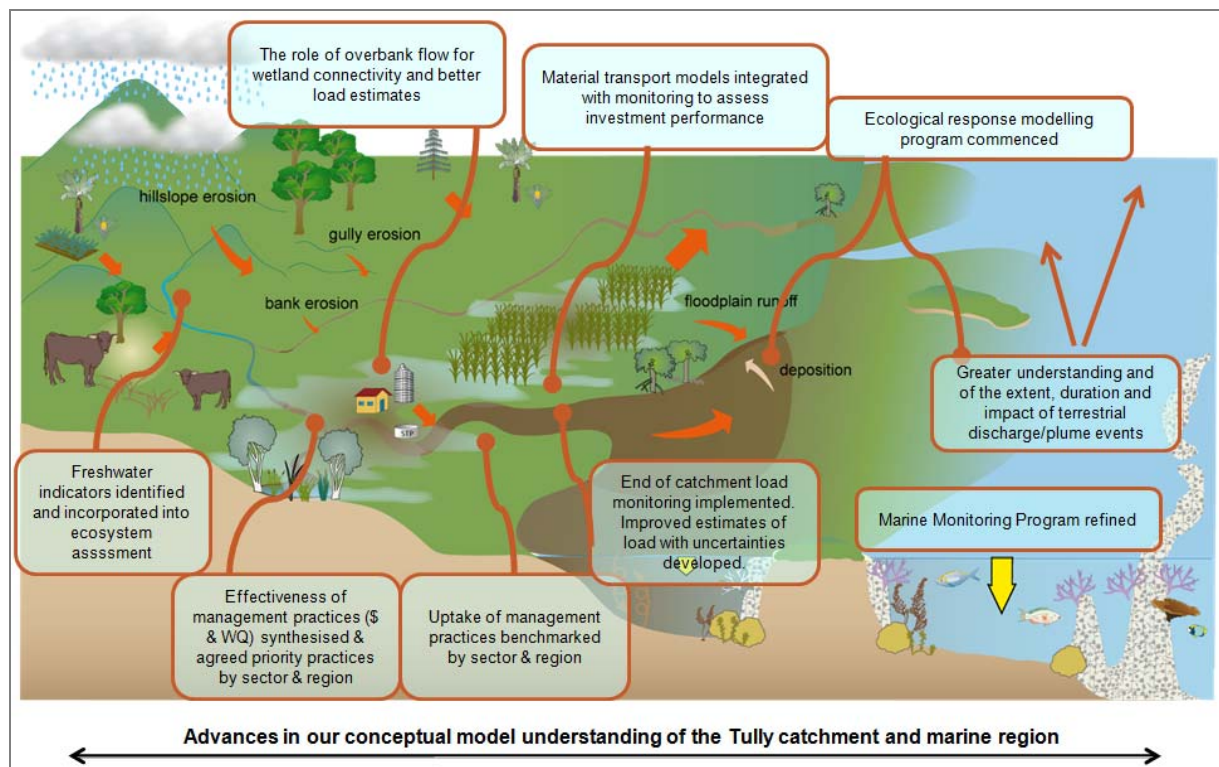 The role of overbank flow for
wetland connectivity and better
load estimates
Material transport models integrated
with monitoring to assess
investment performance
Ecological response modelling
program commenced
hillslope erosion
gully erosion
bank erosion
floodplain runoff
deposition
STP
Greater understanding and
of the extent, duration and
impact of terrestrial
discharge/plume events
Freshwater
indicators identified
and incorporated into
ecosystem
asssment
End of catchment load
monitoring implemented.
Improved estimates of
load with uncertainties
developed.
Marine Monitoring Program refined
Effectiveness of
management practices ($
& WQ) synthesised &
agreed priority practices
by sector & region
Uptake of management
practices benchmarked
by sector & region
Advances in our conceptual model understanding of the Tully catchment and marine region